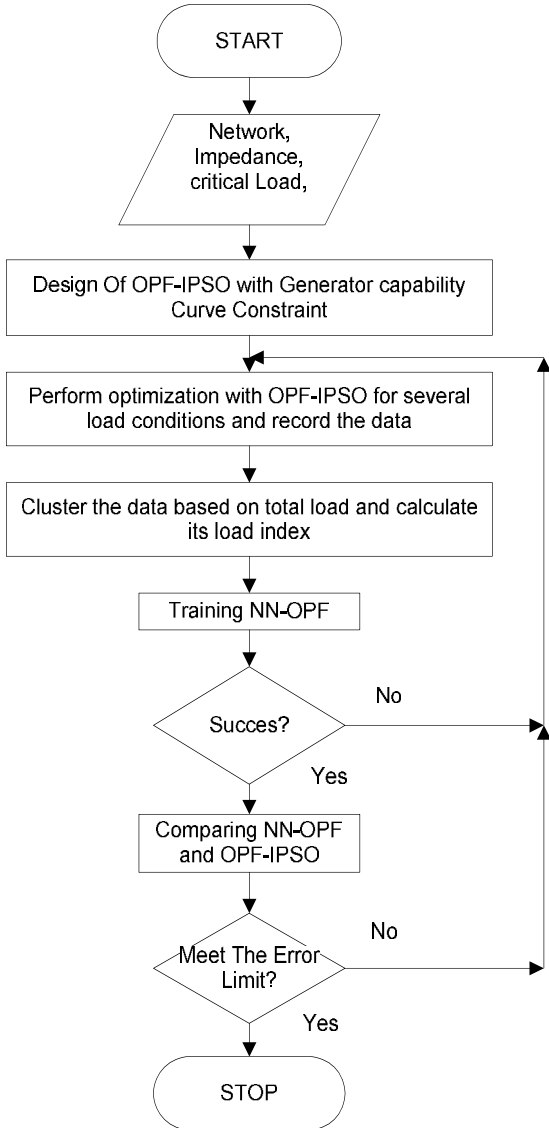 START
Network,
Impedance,
critical Load,
Design Of OPF-IPSO with Generator capability
Curve Constraint
Perform optimization with OPF-IPSO for several
load conditions and record the data
Cluster the data based on total load and calculate
its load index
Training NN-OPF
No
Succes?
Yes
Comparing NN-OPF
and OPF-IPSO
No
Meet The Error
Limit?
Yes
STOP